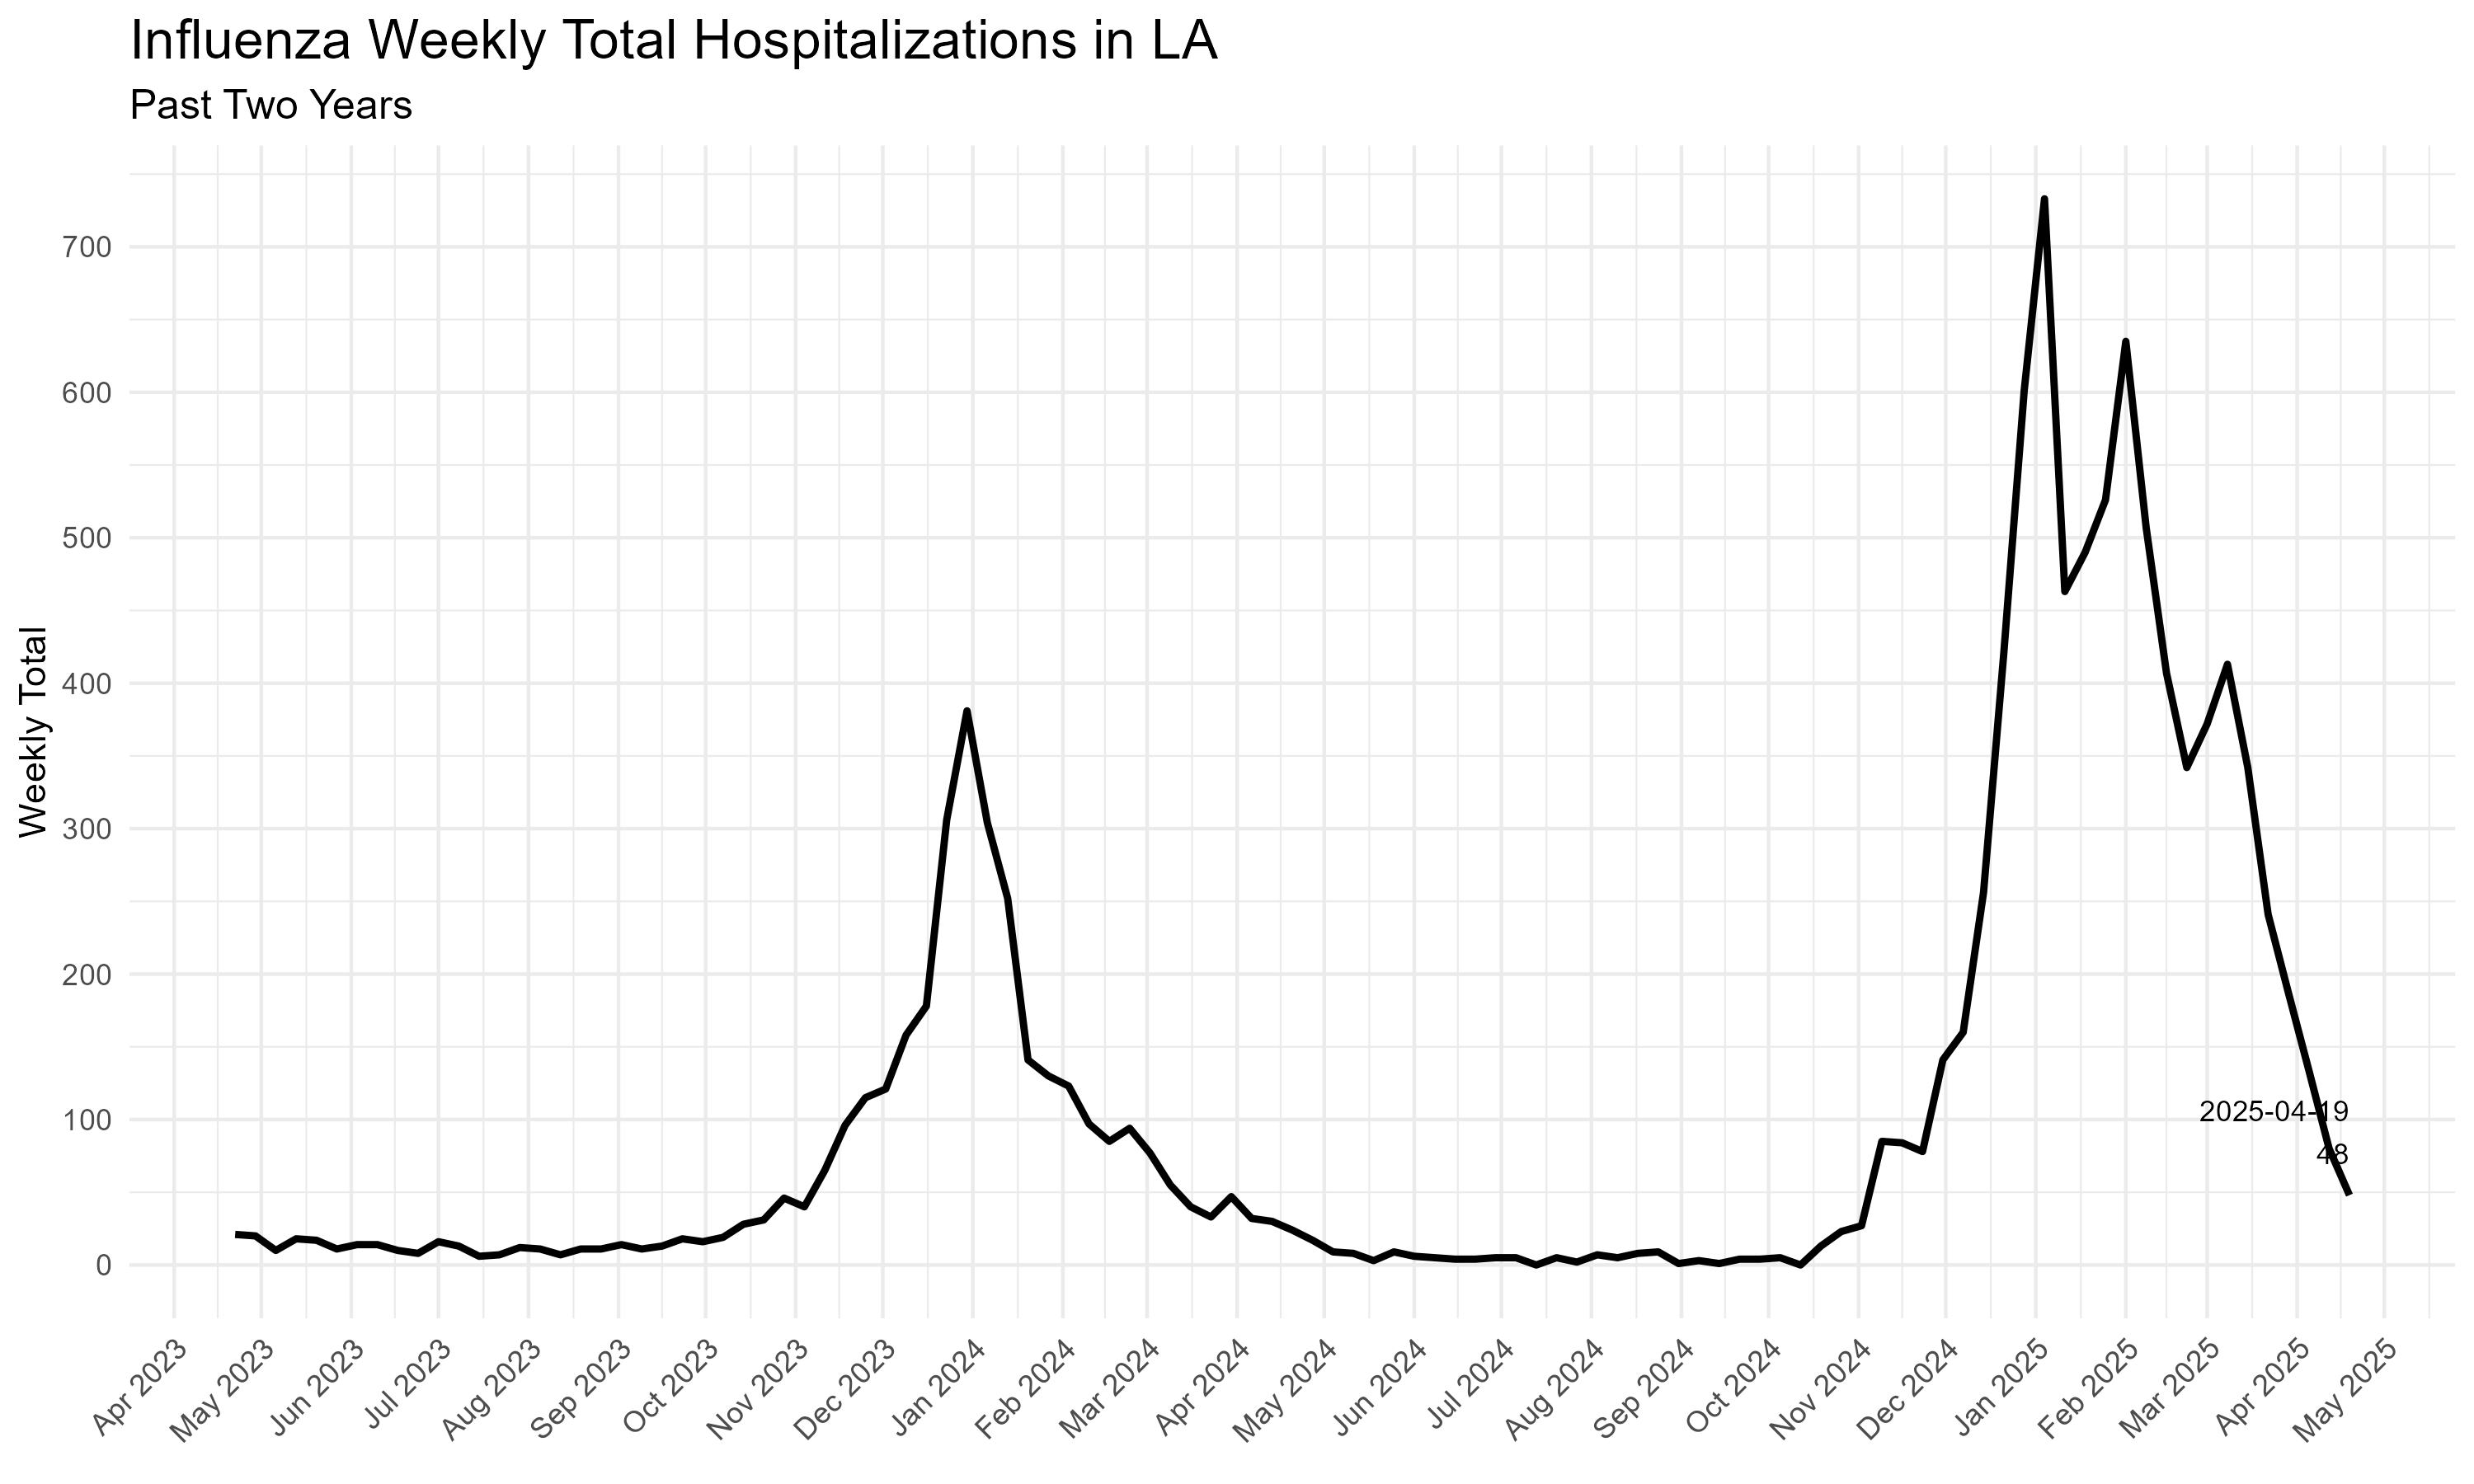 Influenza Weekly Total Hospitalizations in LA
Past Two Years
Weekly Total
700
600
500
400
300
200
100
0
2025-04-19
48
Apr 2023
May 2023
Jun 2023
Jul 2023
Aug 2023
Sep 2023
Oct 2023
Nov 2023
Dec 2023
Jan 2024
Feb 2024
Mar 2024
Apr 2024
May 2024
Jun 2024
Jul 2024
Aug 2024
Sep 2024
Oct 2024
Nov 2024
Dec 2024
Jan 2025
Feb 2025
Mar 2025
Apr 2025
May 2025